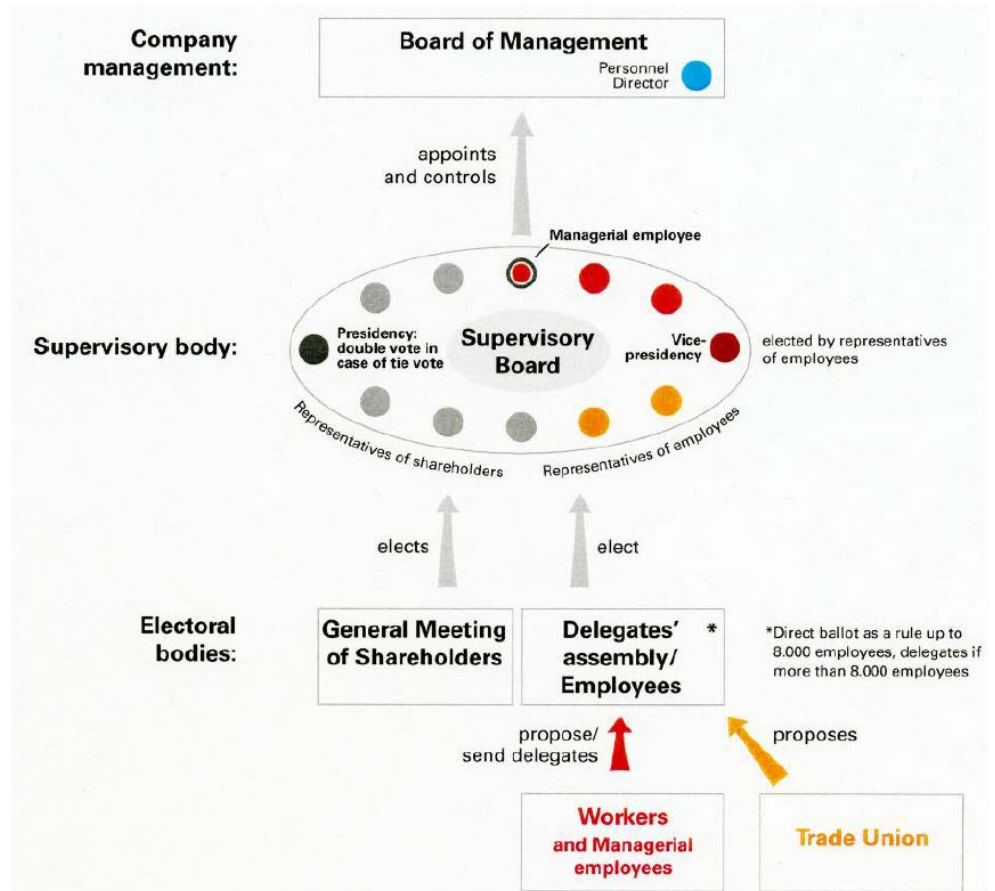 Company
management:
Board of Management
Personnel
Director
appoints
and controls
Managerial employee
Supervisory body:
Presidency:
double vote in
case of tie vote
Supervisory
Board
Vice-
presidency
elected by representatives
of employees
Representatives of shareholders
Representatives of employees
elects
elect
Electoral
bodies:
General Meeting
of Shareholders
Delegates' *
assembly/
Employees
*Direct ballot as a rule up to
8.000 employees, delegates if
more than 8.000 employees
propose/
send delegates
proposes
Workers
and Managerial
employees
Trade Union